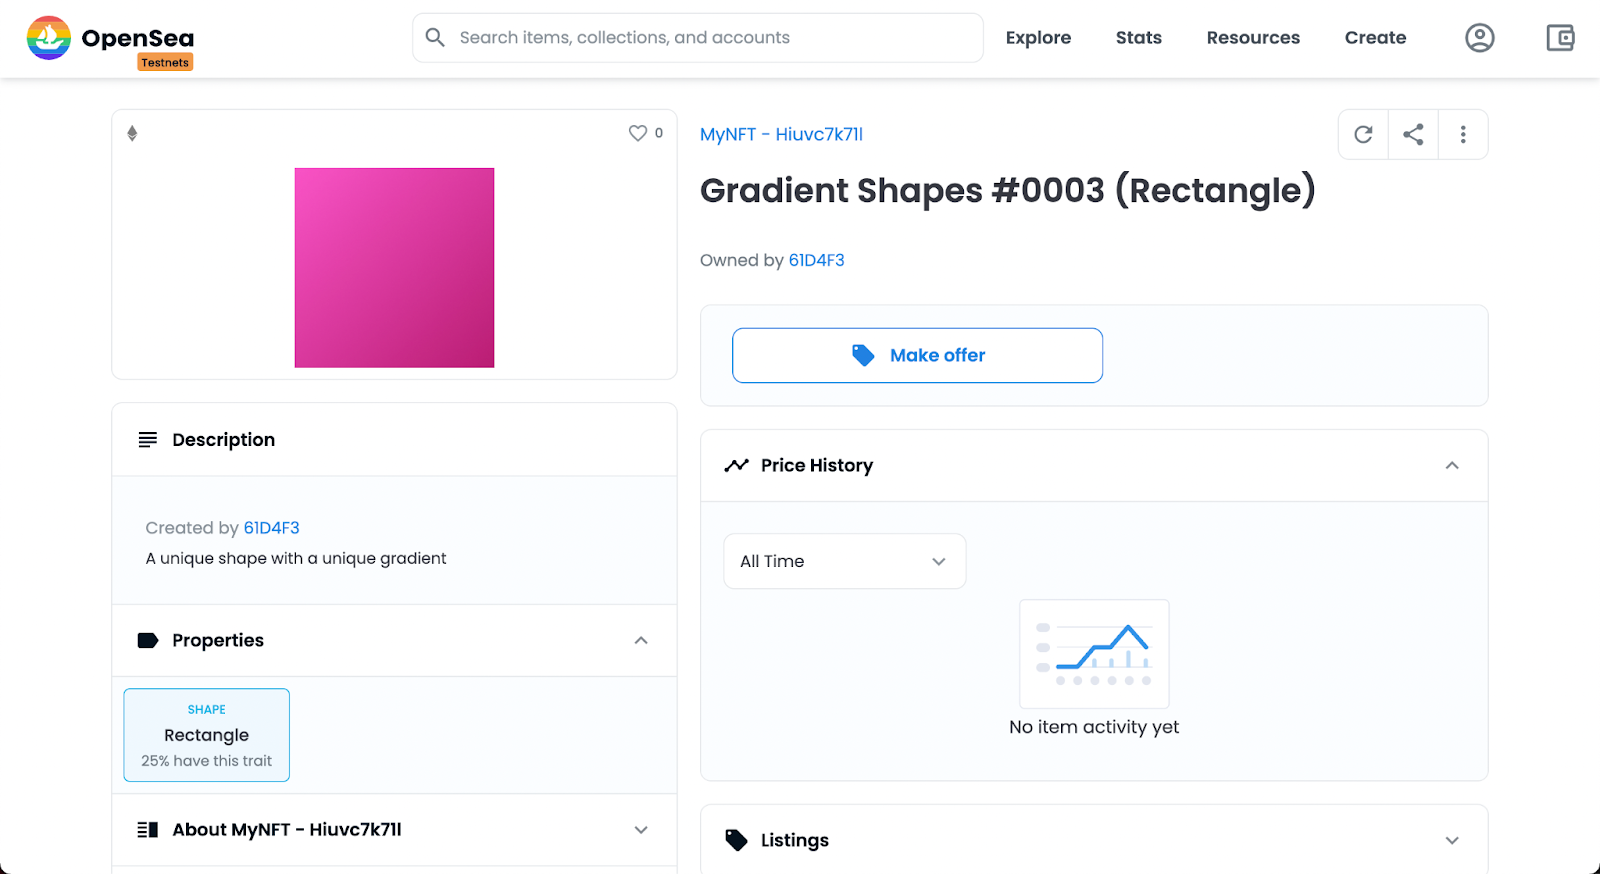 OpenSea
Testnets
Search items, collections, and accounts
Explore
Stats
Resources
Create
0
MyNFT - Hiuvc7k71l
Gradient Shapes #0003 (Rectangle)
Owned by 61D4F3
Make offer
Description
Created by 61D4F3
A unique shape with a unique gradient
Properties
SHAPE
Rectangle
25% have this trait
About MyNFT - Hiuvc7k71l
Price History
All Time
No item activity yet
Listings